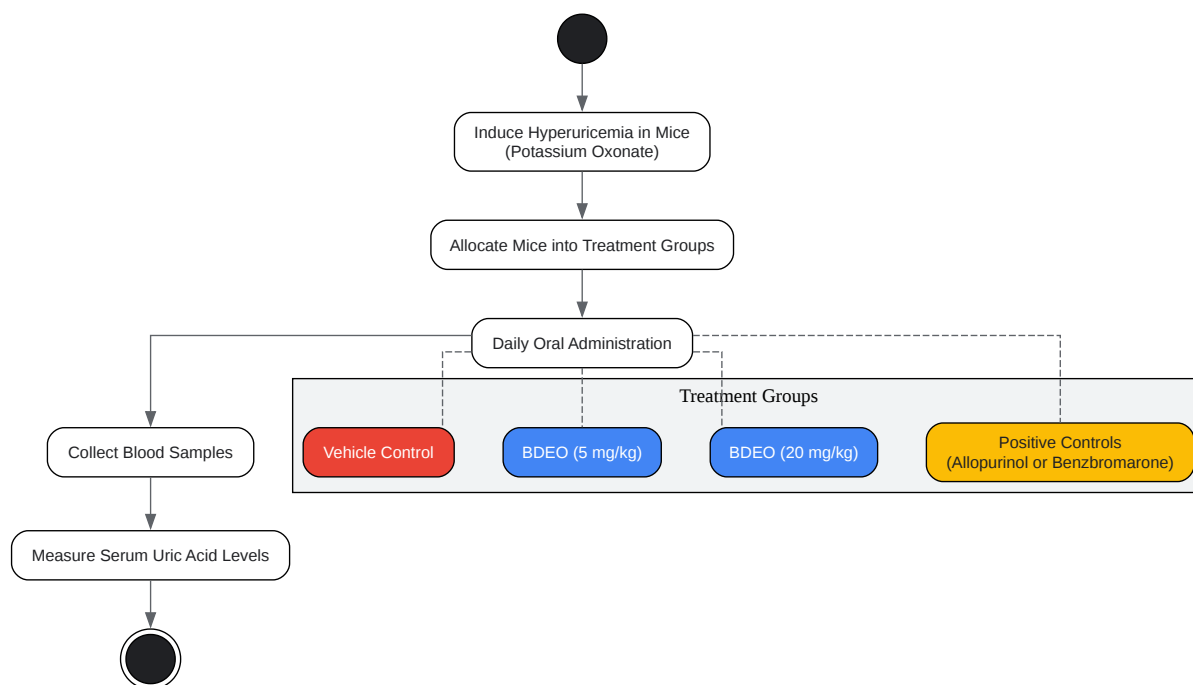 Induce Hyperuricemia in Mice
(Potassium Oxonate)
Allocate Mice into Treatment Groups
Daily Oral Administration
Treatment Groups
Collect Blood Samples
Vehicle Control
BDEO (5 mg/kg)
BDEO (20 mg/kg)
Positive Controls
(Allopurinol or Benzbromarone)
Measure Serum Uric Acid Levels